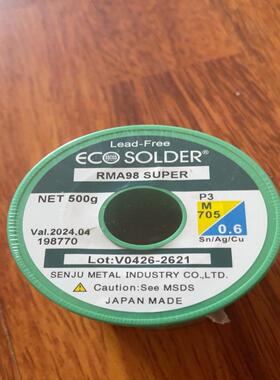 Lead-Free
ECO SOLDER®
RMA98 SUPER
NET 500g
P3
M
705
0.6
Sn/Ag/Cu
Val.2024.04
198770
Lot:V0426-2621
SENJU METAL INDUSTRY CO.,LTD.
Caution:See MSDS
JAPAN MADE